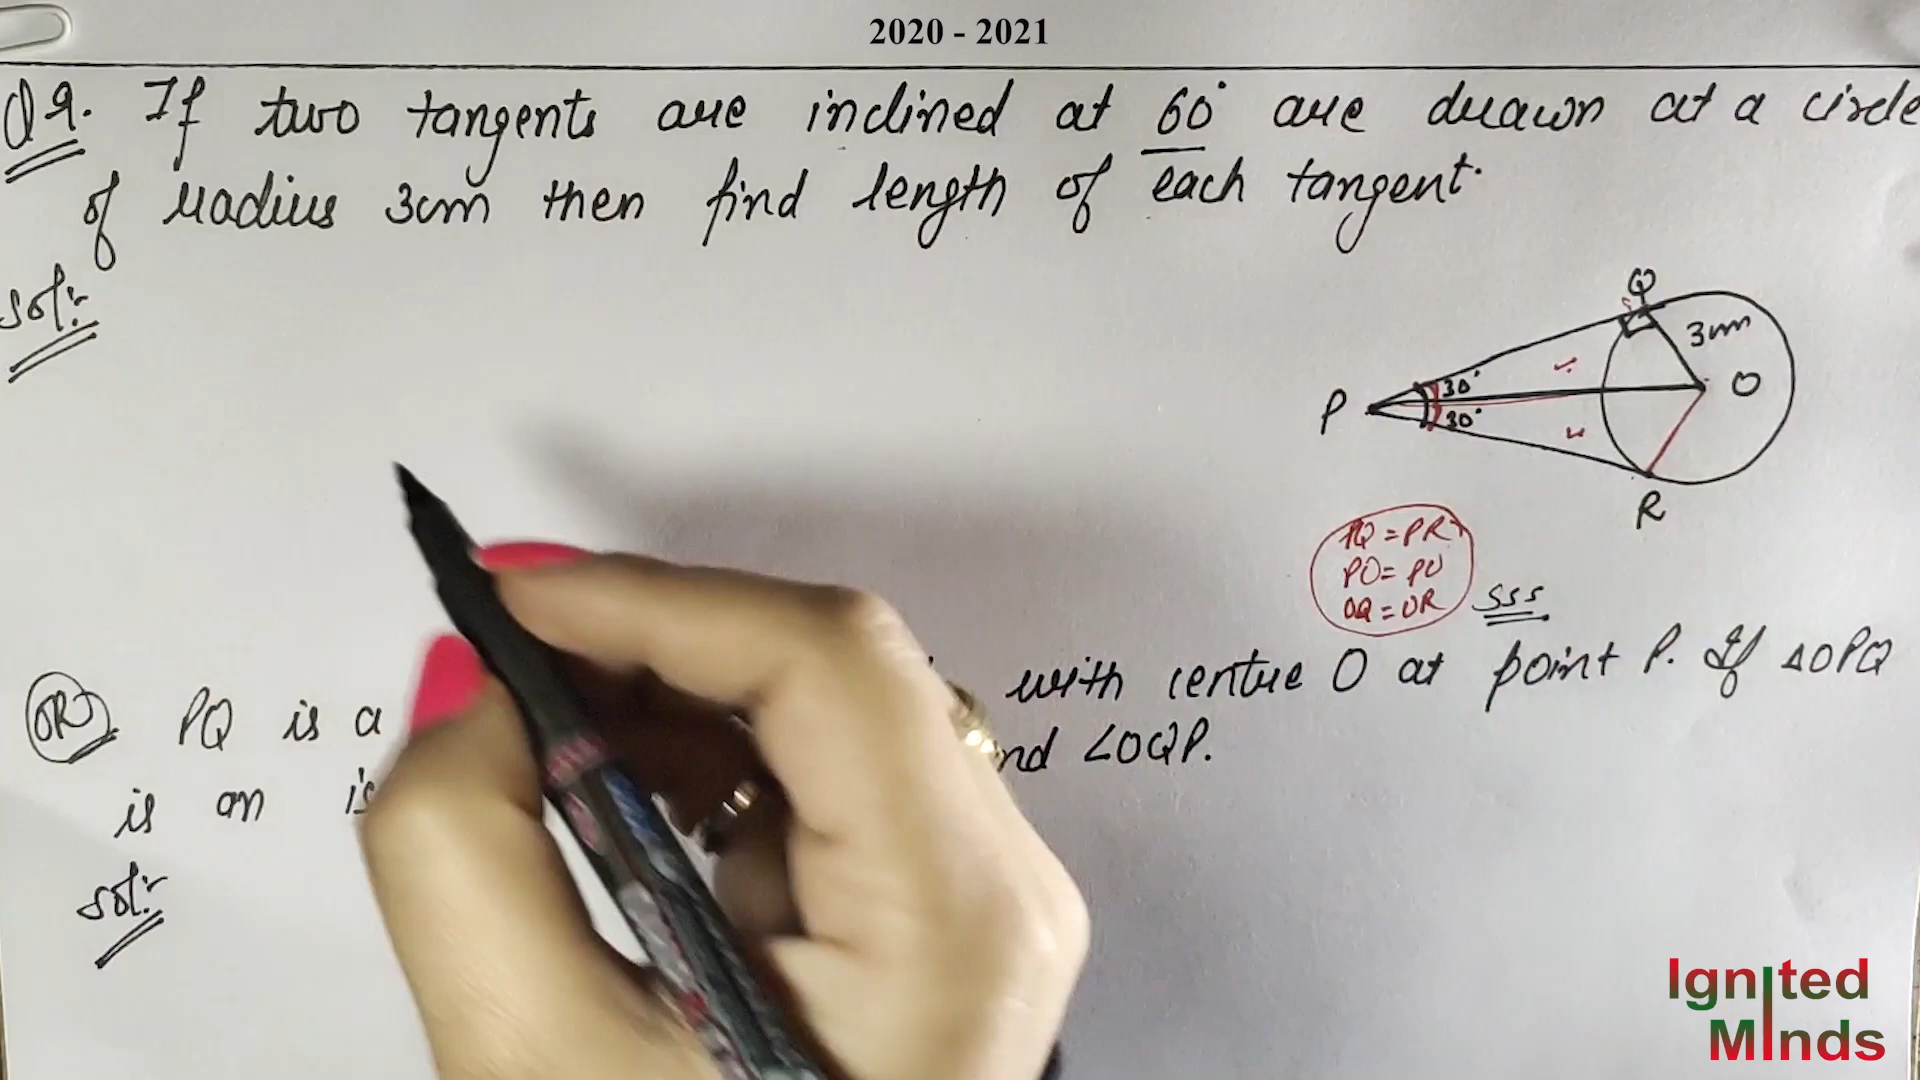 2020 - 2021
Q9. If two tangents are inclined at 60° are drawn at a circle
of radius 3cm then find length of each tangent.
Sol:-
Q
3cm
30°
P
O
30°
R
PQ = PR
PO = PO
OQ = OR
SSS
OR PQ is a with centre O at point P. If △OPQ
is an ∠OQP.
Sol:-
Ignited
Minds